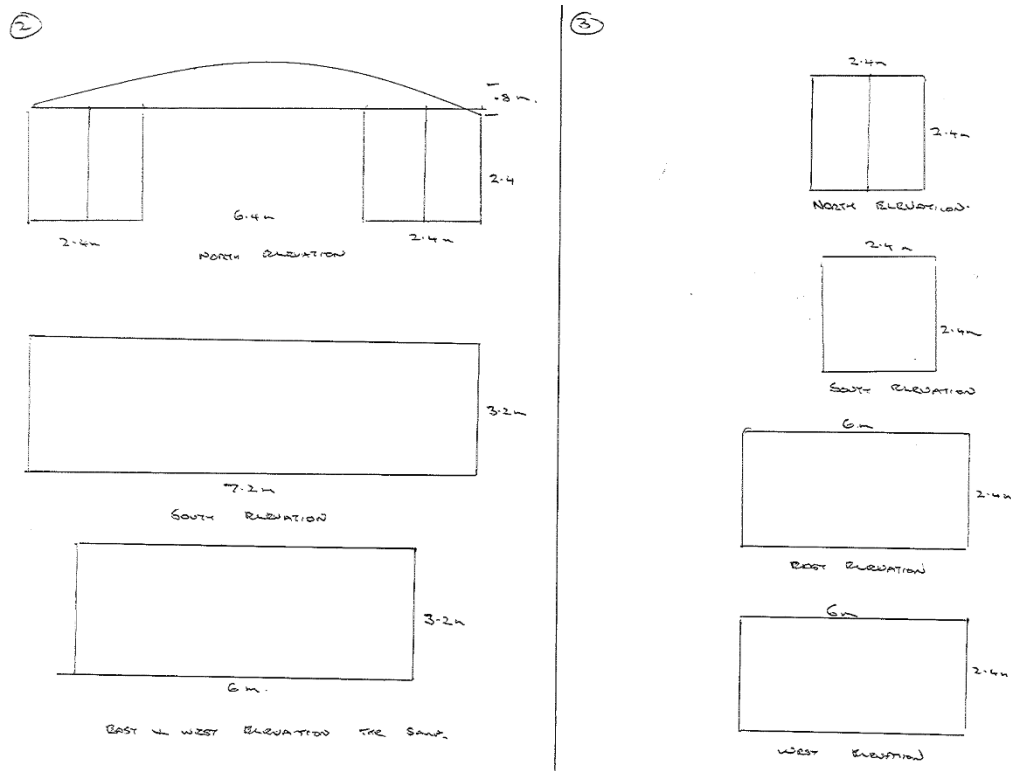 2
.8m.
2.4
6.4m
2.4m
2.4m
NORTH ELEVATION
3.2m
7.2m
SOUTH ELEVATION
3.2m
6m.
EAST & WEST ELEVATION THE SAME.
3
2.4m
2.4m
NORTH ELEVATION.
2.4m
2.4m
SOUTH ELEVATION
6m
2.4m
EAST ELEVATION
6m
2.4m
WEST ELEVATION